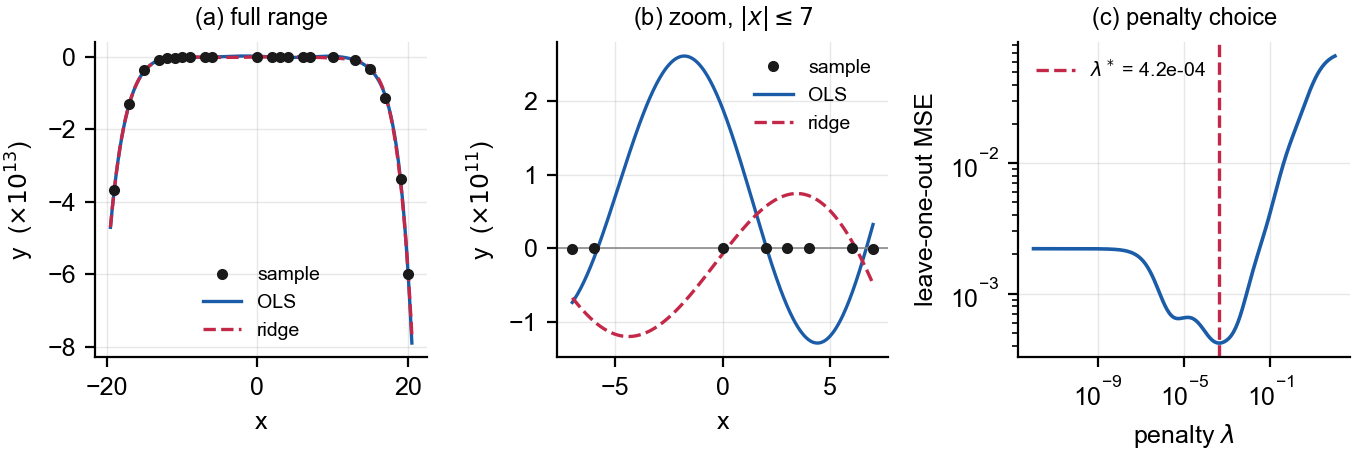 (a) full range
0
−2
−4
−6
−8
−20
0
20
y (×10¹³)
x
sample
OLS
ridge
(b) zoom, |x| ≤ 7
2
1
0
−1
−5
0
5
y (×10¹¹)
x
sample
OLS
ridge
(c) penalty choice
λ* = 4.2e-04
10⁻²
10⁻³
10⁻⁹
10⁻⁵
10⁻¹
leave-one-out MSE
penalty λ